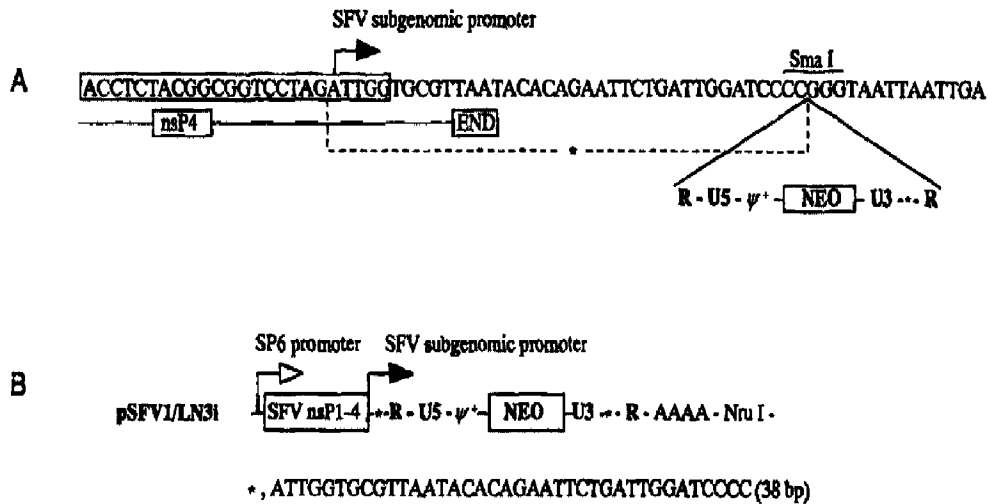 SFV subgenomic promoter
A
Sma I
ACCTCTACGGCGGTCCTAGATTGGTGCGTTAATACACAGAATTCTGATTGGATCCCCGGGTAATTAATTGA
nsP4 END
*
R - U5 - ψ+ - NEO - U3 -*- R
SP6 promoter SFV subgenomic promoter
B
pSFV1/LN3i SFV nsP1-4 -*- R - U5 - ψ+ - NEO - U3 -*- R - AAAA - Nru I -
*, ATTGGTGCGTTAATACACAGAATTCTGATTGGATCCCC (38 bp)